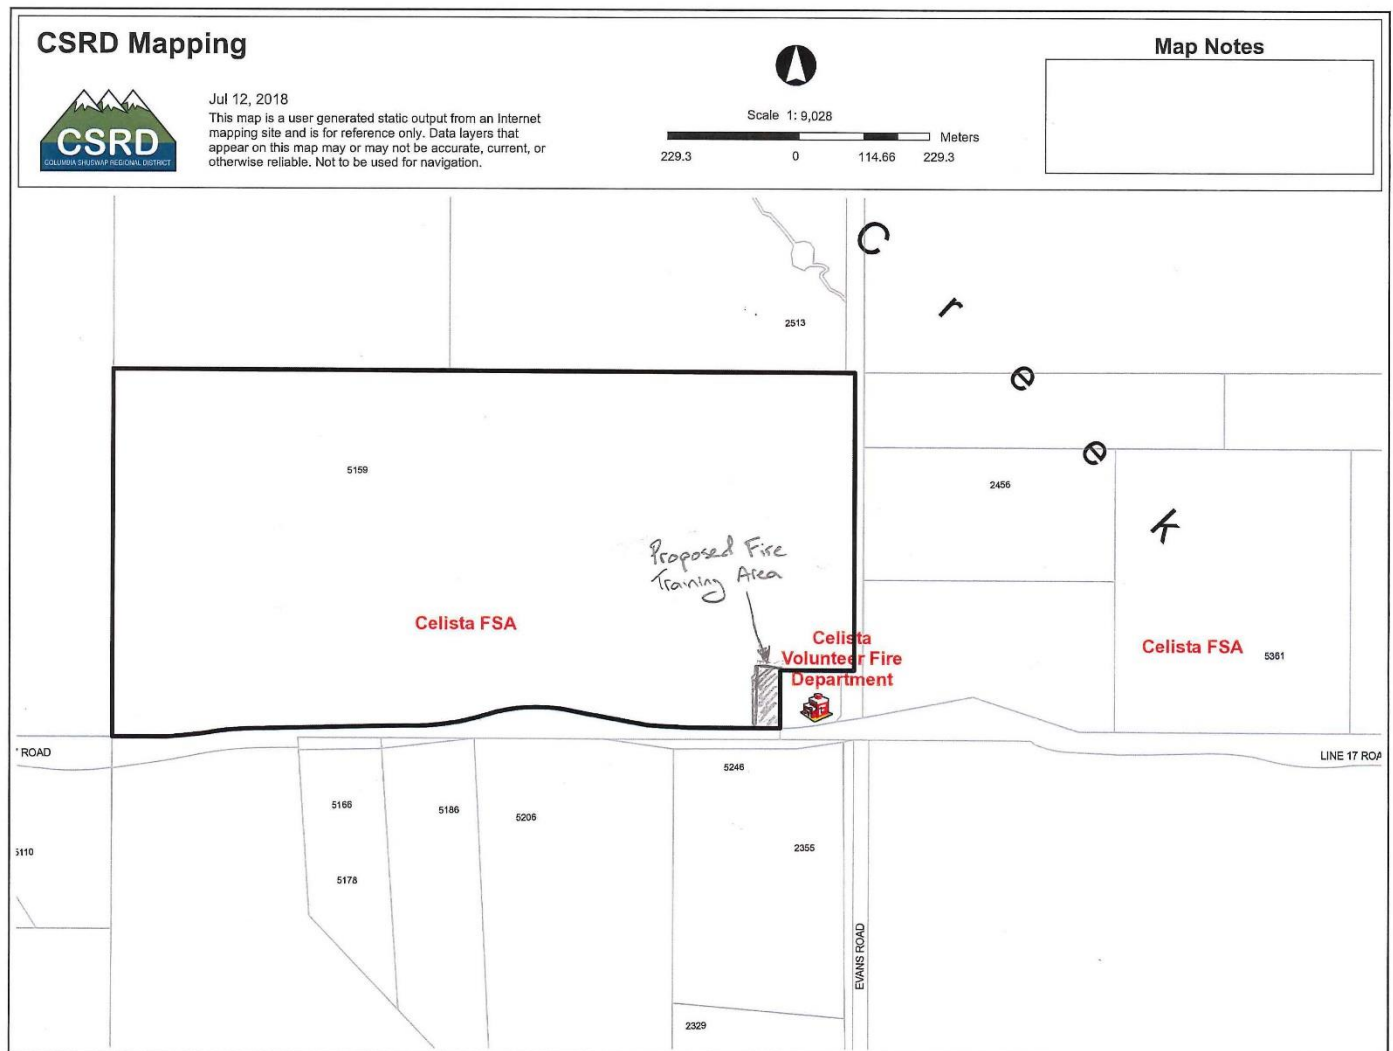 CSRD Mapping
CSRD
COLUMBIA SHUSWAP REGIONAL DISTRICT
Jul 12, 2018
This map is a user generated static output from an Internet
mapping site and is for reference only. Data layers that
appear on this map may or may not be accurate, current, or
otherwise reliable. Not to be used for navigation.
Scale 1: 9,028
Meters
229.3 0 114.66 229.3
Map Notes
Creek
2513
5159
2456
Proposed Fire
Training Area
Celista FSA
Celista
Volunteer Fire
Department
Celista FSA
5361
' ROAD
LINE 17 ROA
5246
5166
5186
5206
2355
5110
5178
EVANS ROAD
2329